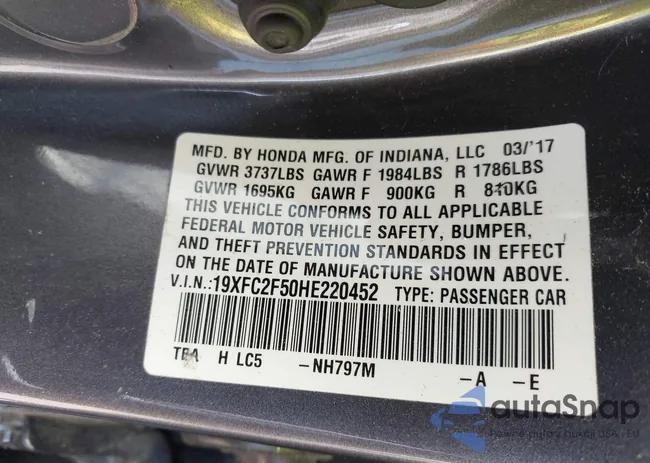 MFD. BY HONDA MFG. OF INDIANA, LLC 03/'17
GVWR 3737LBS GAWR F 1984LBS R 1786LBS
GVWR 1695KG GAWR F 900KG R 810KG
THIS VEHICLE CONFORMS TO ALL APPLICABLE
FEDERAL MOTOR VEHICLE SAFETY, BUMPER,
AND THEFT PREVENTION STANDARDS IN EFFECT
ON THE DATE OF MANUFACTURE SHOWN ABOVE.
V.I.N.:19XFC2F50HE220452 TYPE: PASSENGER CAR
TBA H LC5 -NH797M -A -E
autoSnap